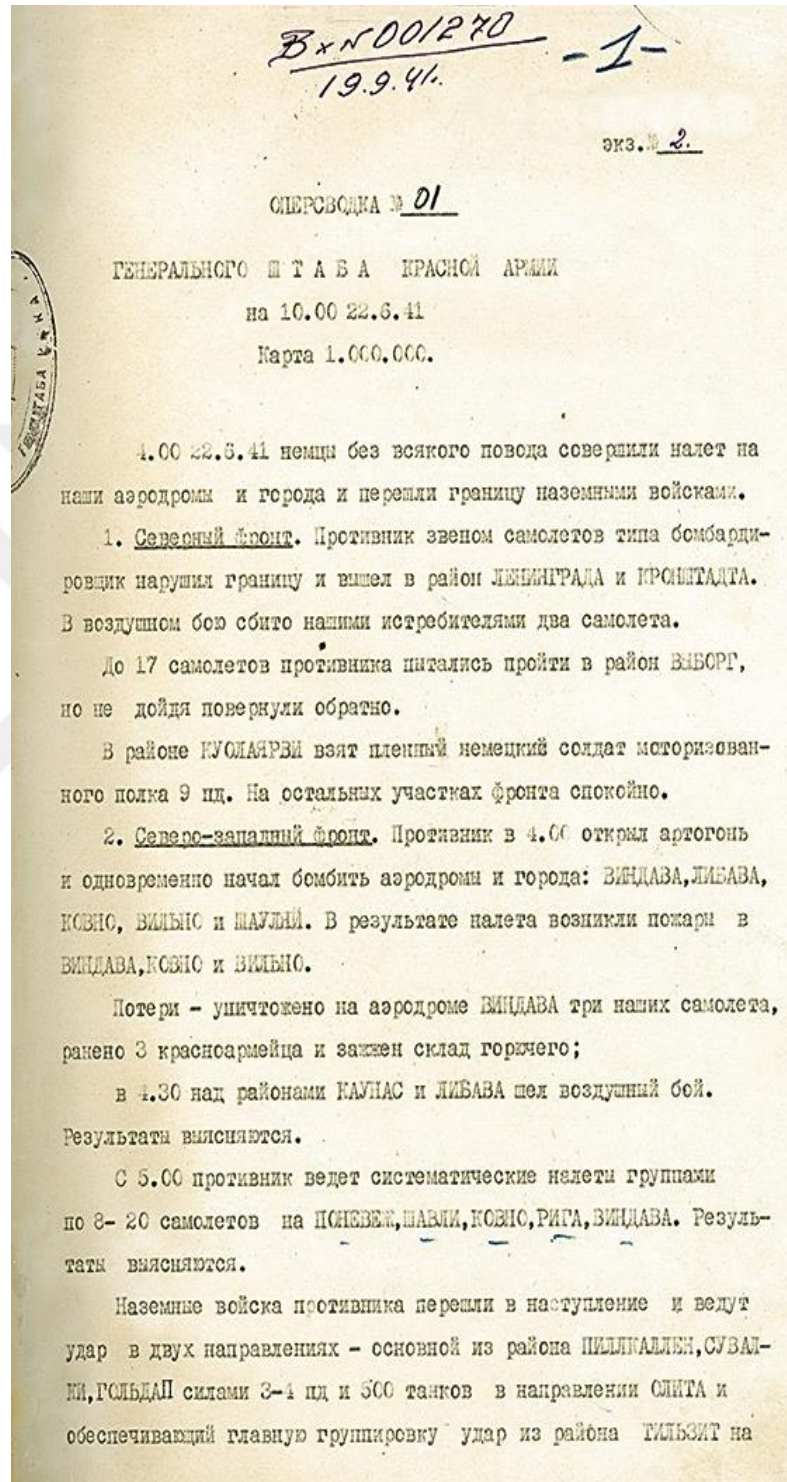 Вх № 001270
19.9.41.
-1-
экз.№ 2.
ОПЕРСВОДКА № 01
ГЕНЕРАЛЬНОГО Ш Т А Б А КРАСНОЙ АРМИИ
на 10.00 22.6.41
Карта 1.000.000.
ГЕНШТАБА КККА
4.00 22.6.41 немцы без всякого повода совершили налет на
наши аэродромы и города и перешли границу наземными войсками.
1. Северный фронт. Противник звеном самолетов типа бомбарди-
ровщик нарушил границу и вышел в район ЛЕНИНГРАДА и КРОНШТАДТА.
В воздушном бою сбито нашими истребителями два самолета.
До 17 самолетов противника пытались пройти в район ВЫБОРГ,
но не дойдя повернули обратно.
В районе КУОЛАЯРВИ взят пленный немецкий солдат моторизован-
ного полка 9 пд. На остальных участках фронта спокойно.
2. Северо-западный фронт. Противник в 4.00 открыл артогонь
и одновременно начал бомбить аэродромы и города: ВИНДАВА,ЛИБАВА,
КОВНО, ВИЛЬНО и ШАУЛЯЙ. В результате налета возникли пожары в
ВИНДАВА,КОВНО и ВИЛЬНО.
Потери - уничтожено на аэродроме ВИНДАВА три наших самолета,
ранено 3 красноармейца и зажжен склад горючего;
в 4.30 над районами КАУНАС и ЛИБАВА шел воздушный бой.
Результаты выясняются.
С 5.00 противник ведет систематические налеты группами
по 8- 20 самолетов на ПОНЕВЕЖ,ШАВЛИ,КОВНО,РИГА,ВИНДАВА. Резуль-
таты выясняются.
Наземные войска противника перешли в наступление и ведут
удар в двух направлениях - основной из района ПИЛЛКАЛЛЕН,СУВАЛ-
КИ,ГОЛЬДАП силами 3-4 пд и 500 танков в направлении ОЛИТА и
обеспечивающий главную группировку удар из района ТИЛЬЗИТ на